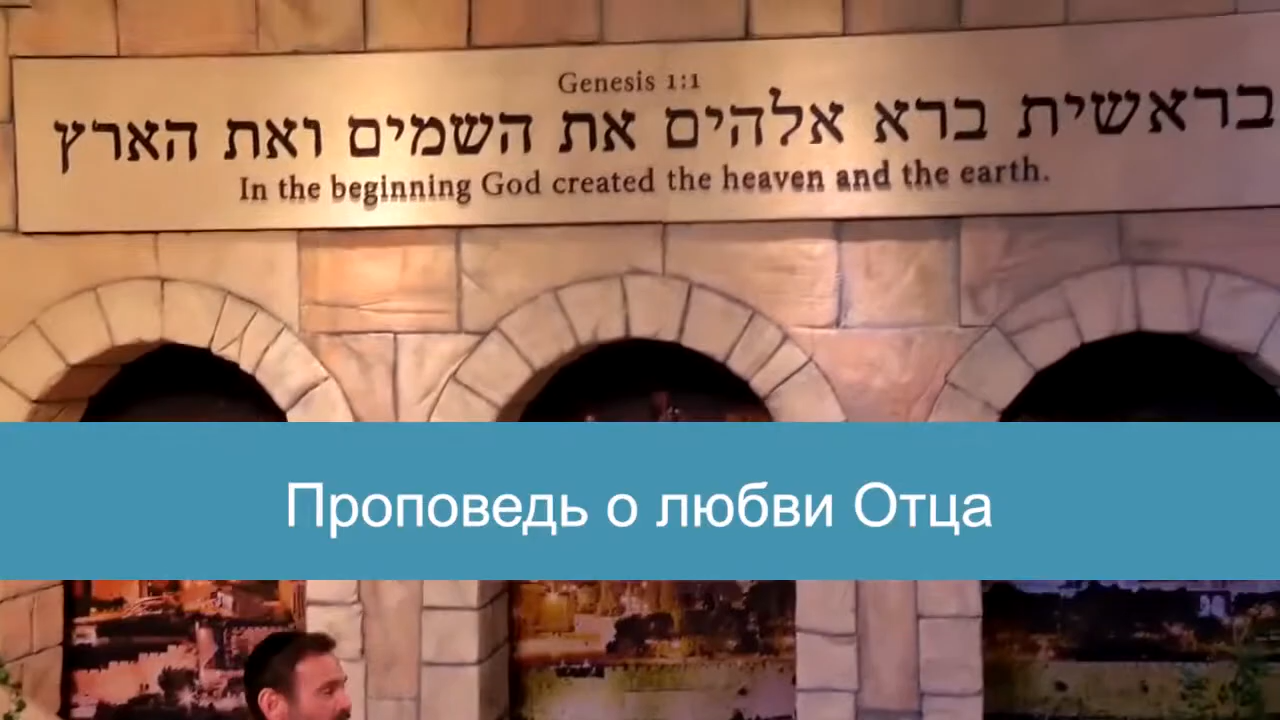 Genesis 1:1
בראשית ברא אלהים את השמים ואת הארץ
In the beginning God created the heaven and the earth.
Проповедь о любви Отца